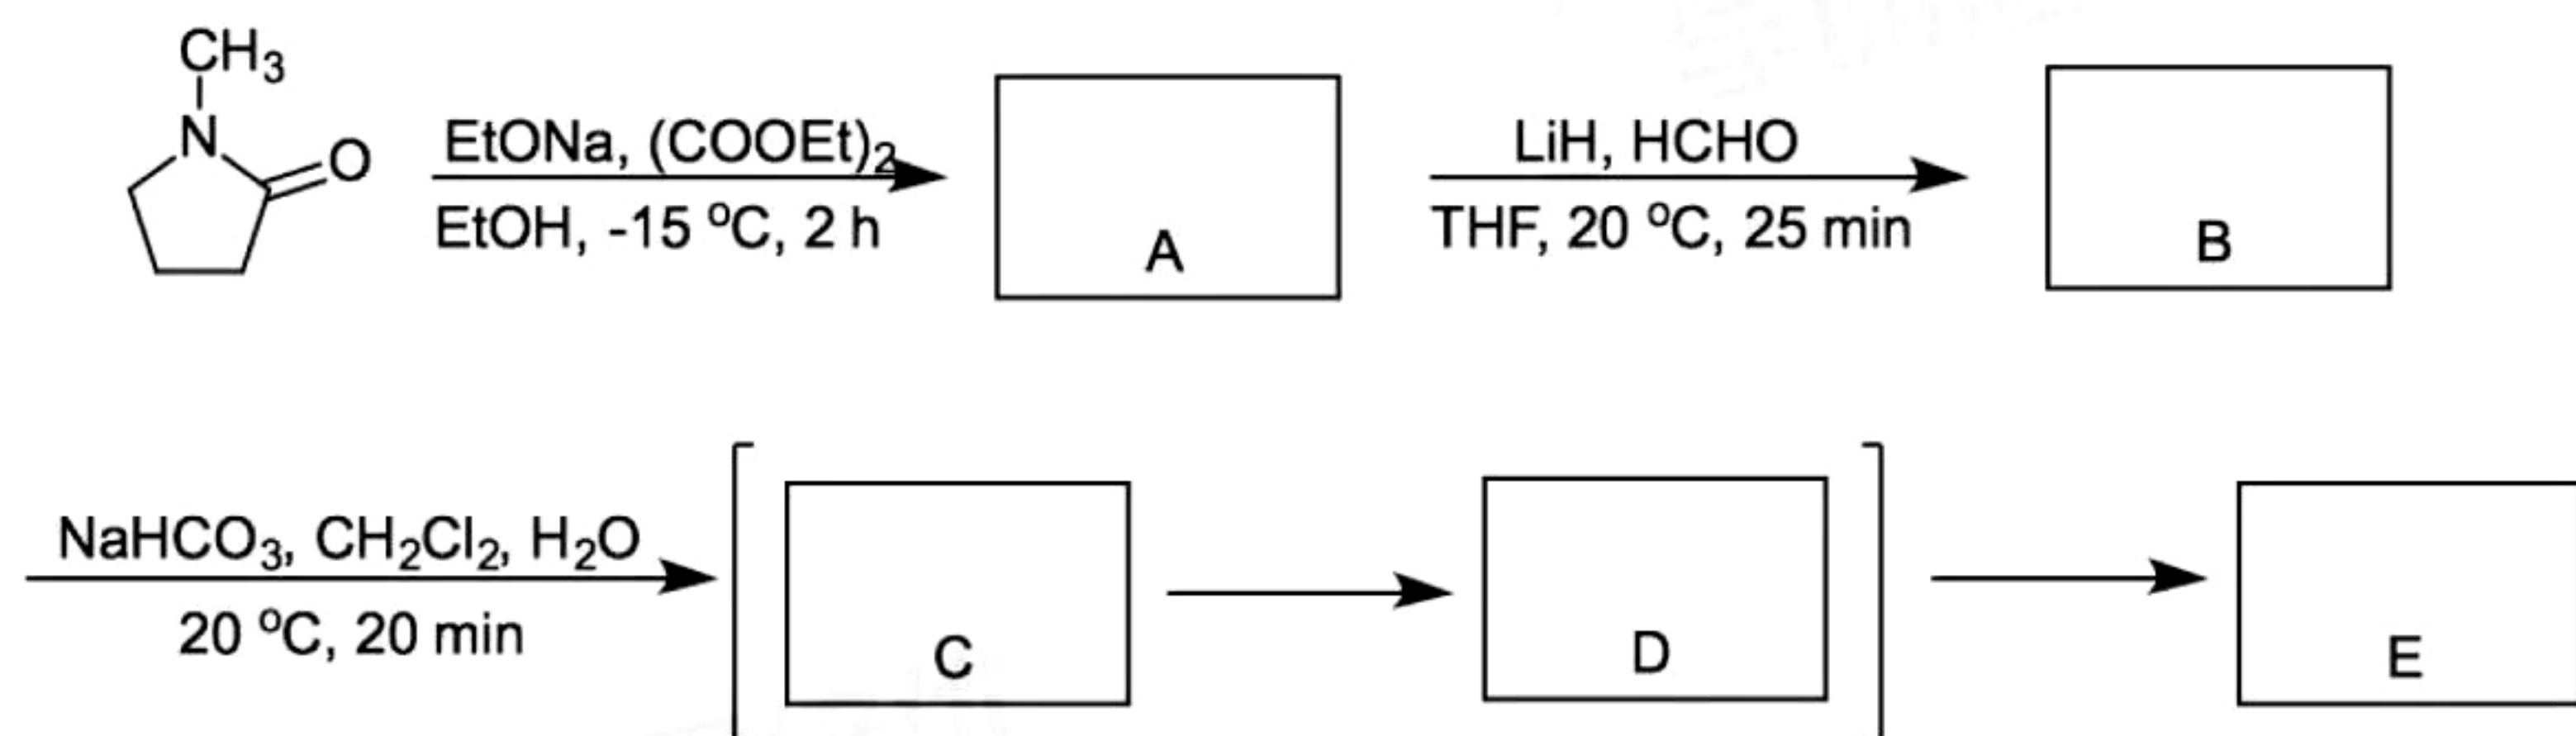 CH₃
N
O
EtONa, (COOEt)₂
EtOH, -15 ºC, 2 h
A
LiH, HCHO
THF, 20 ºC, 25 min
B
NaHCO₃, CH₂Cl₂, H₂O
20 ºC, 20 min
C
D
E